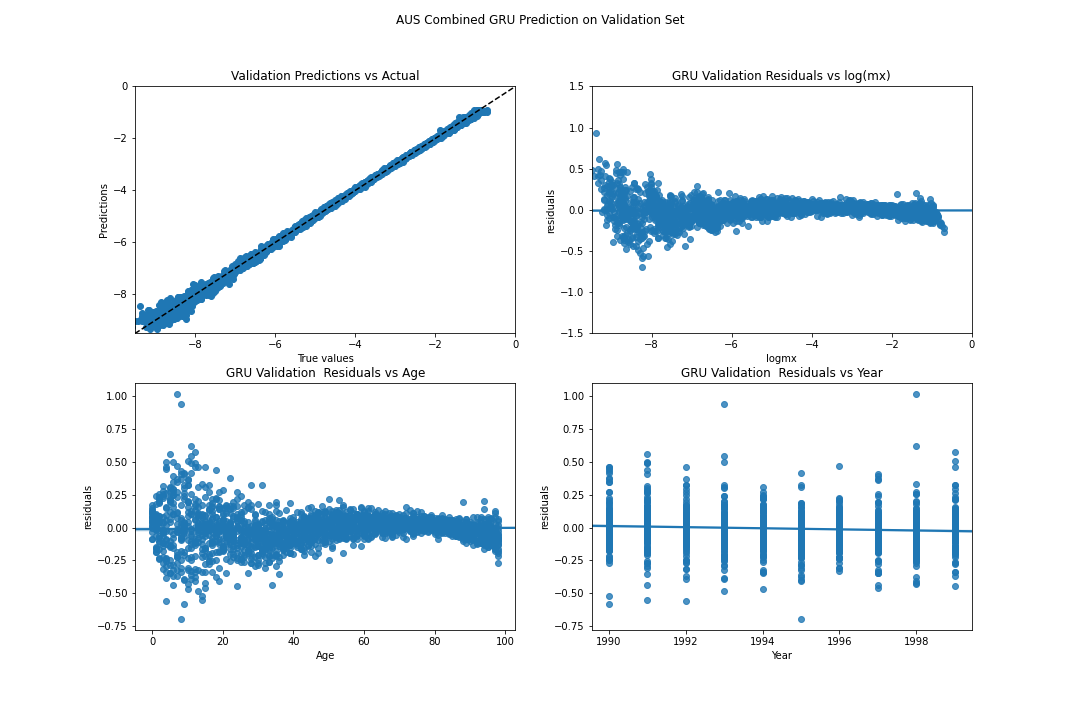 AUS Combined GRU Prediction on Validation Set
Validation Predictions vs Actual
0
−2
−4
−6
−8
Predictions
−8 −6 −4 −2 0
True values
GRU Validation Residuals vs log(mx)
1.5
1.0
0.5
0.0
−0.5
−1.0
−1.5
residuals
−8 −6 −4 −2 0
logmx
GRU Validation  Residuals vs Age
1.00
0.75
0.50
0.25
0.00
−0.25
−0.50
−0.75
residuals
0 20 40 60 80 100
Age
GRU Validation  Residuals vs Year
1.00
0.75
0.50
0.25
0.00
−0.25
−0.50
−0.75
residuals
1990 1992 1994 1996 1998
Year